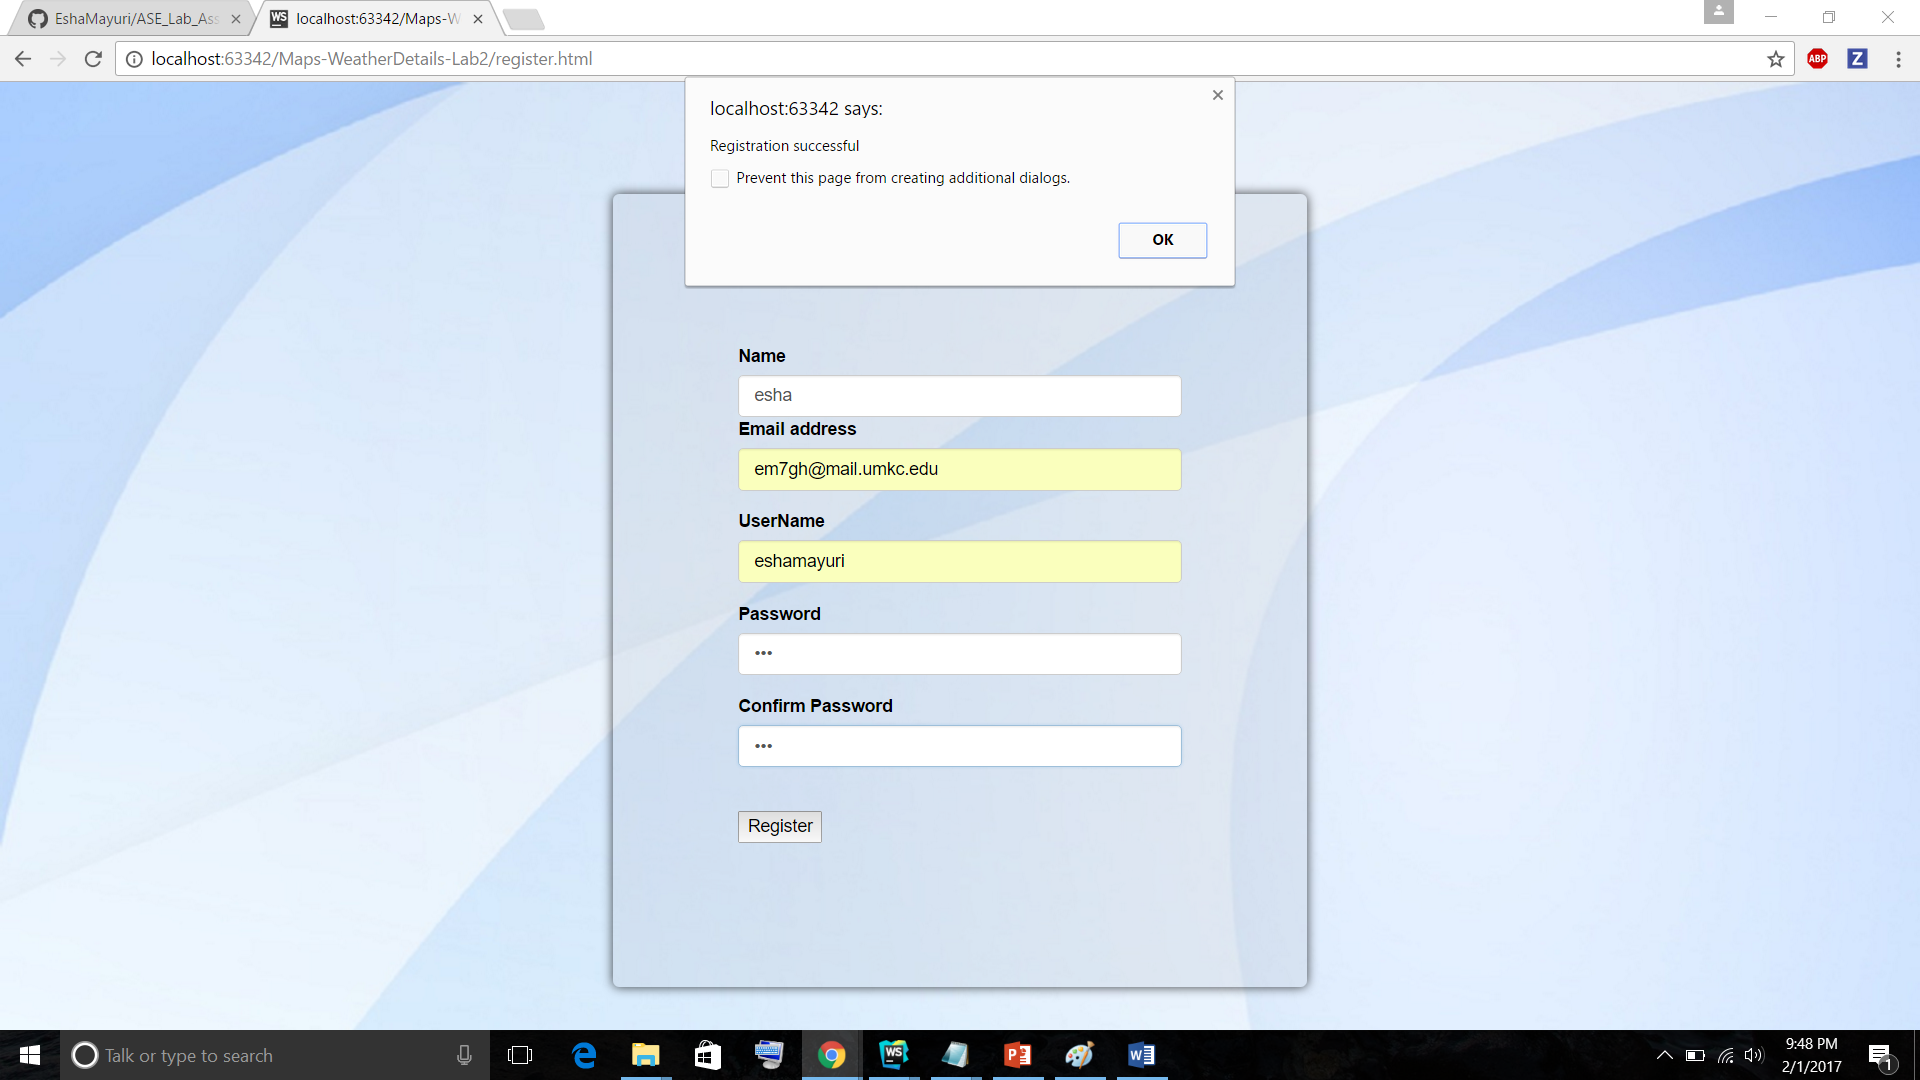 EshaMayuri/ASE_Lab_Ass
WS localhost:63342/Maps-W
localhost:63342/Maps-WeatherDetails-Lab2/register.html
ABP
Z
localhost:63342 says:
Registration successful
Prevent this page from creating additional dialogs.
OK
Name
esha
Email address
em7gh@mail.umkc.edu
UserName
eshamayuri
Password
•••
Confirm Password
•••
Register
Talk or type to search
WS
9:48 PM
2/1/2017
1